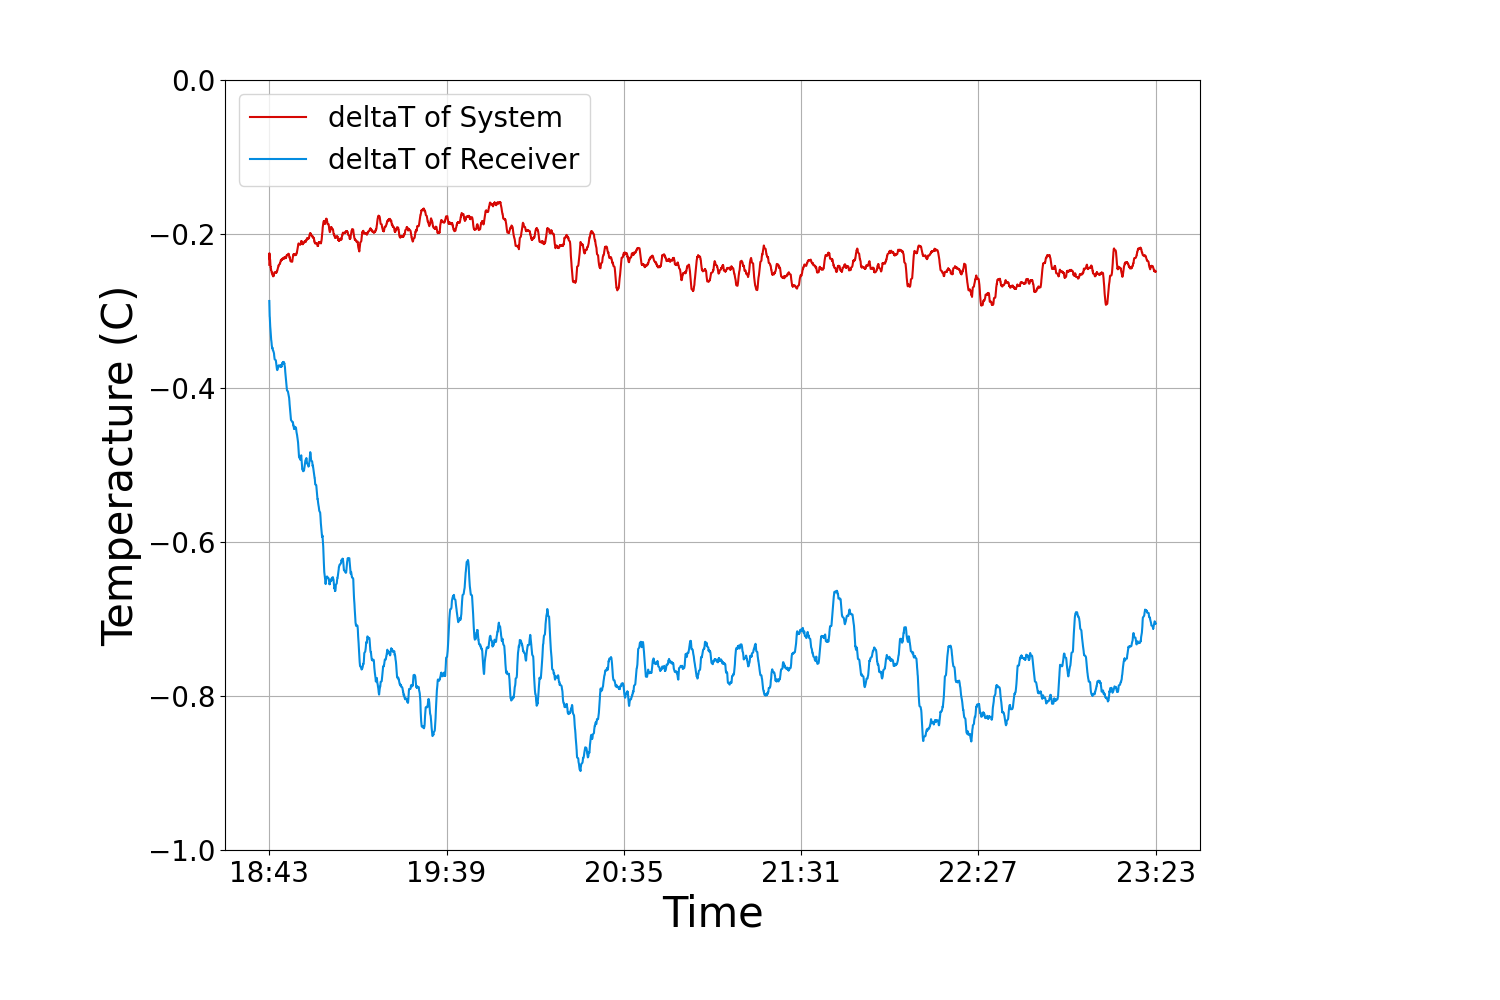 deltaT of System
deltaT of Receiver
Temperacture (C)
0.0
−0.2
−0.4
−0.6
−0.8
−1.0
18:43 19:39 20:35 21:31 22:27 23:23
Time